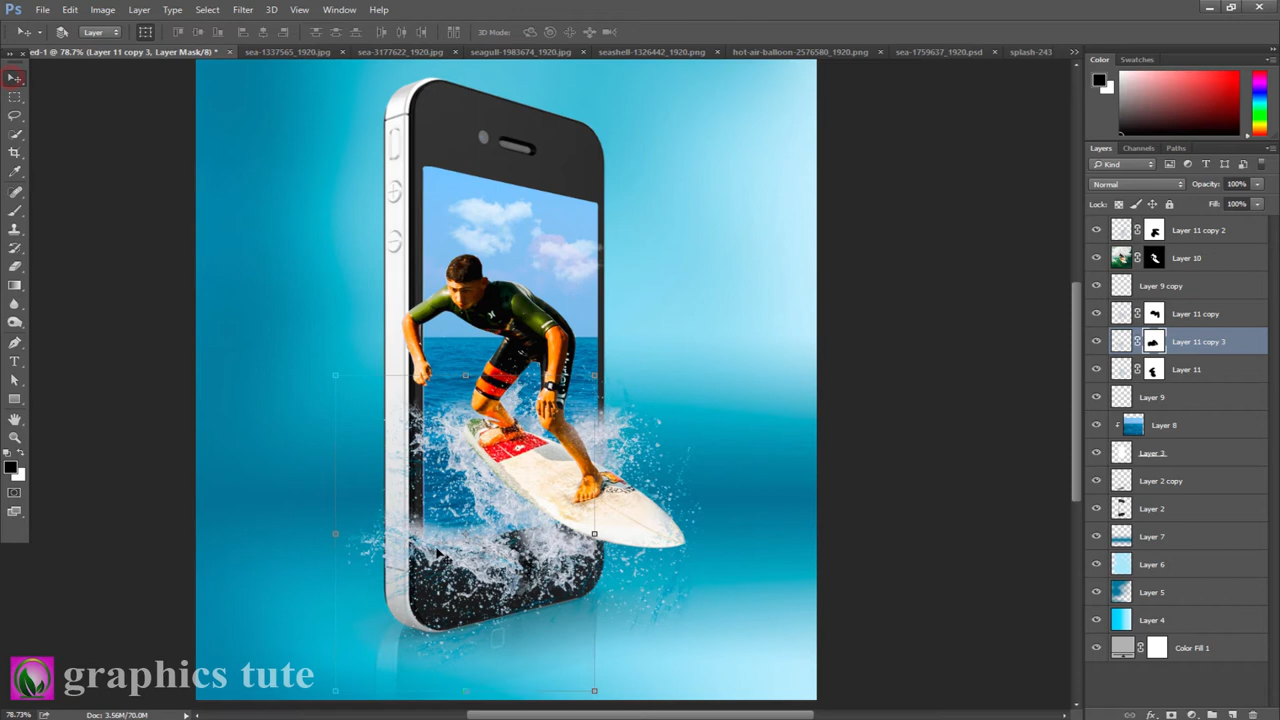 Ps File Edit Image Layer Type Select Filter 3D View Window Help
Layer 3D Mode:
ed-1 @ 78.7% (Layer 11 copy 3, Layer Mask/8) * × sea-1337565_1920.jpg × sea-3177622_1920.jpg × seagull-1983674_1920.jpg × seashell-1326442_1920.png × hot-air-balloon-2576580_1920.png × sea-1759637_1920.psd × splash-243
Color Swatches
Layers Channels Paths
Kind
Normal Opacity: 100%
Lock: Fill: 100%
Layer 11 copy 2
Layer 10
Layer 9 copy
Layer 11 copy
Layer 11 copy 3
Layer 11
Layer 9
Layer 8
Layer 3
Layer 2 copy
Layer 2
Layer 7
Layer 6
Layer 5
Layer 4
Color Fill 1
graphics tute
78.73% Doc: 3.56M/70.0M